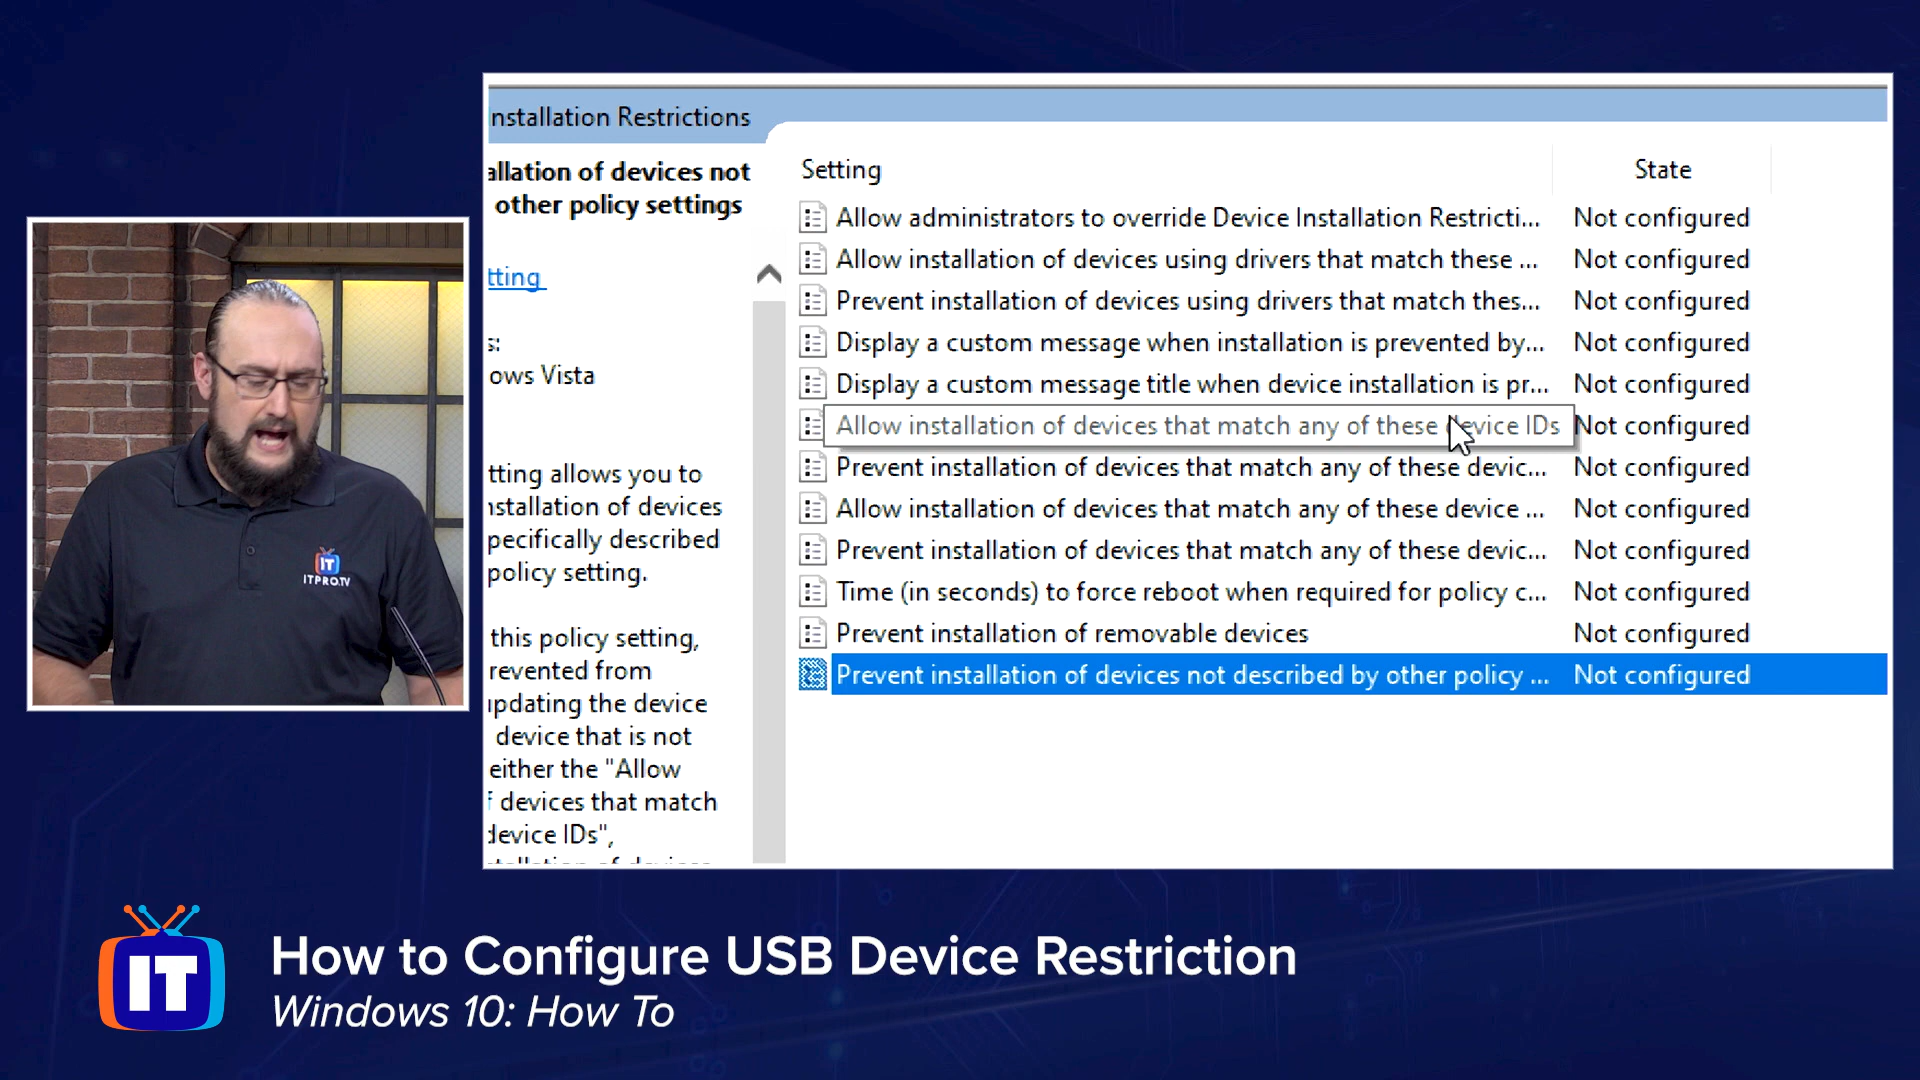 nstallation Restrictions
allation of devices not
other policy settings
tting
s:
ows Vista
tting allows you to
nstallation of devices
pecifically described
policy setting.
this policy setting,
revented from
updating the device
device that is not
either the "Allow
f devices that match
device IDs",
Setting State
Allow administrators to override Device Installation Restricti... Not configured
Allow installation of devices using drivers that match these ... Not configured
Prevent installation of devices using drivers that match thes... Not configured
Display a custom message when installation is prevented by... Not configured
Display a custom message title when device installation is pr... Not configured
Allow installation of devices that match any of these device IDs Not configured
Prevent installation of devices that match any of these devic... Not configured
Allow installation of devices that match any of these device ... Not configured
Prevent installation of devices that match any of these devic... Not configured
Time (in seconds) to force reboot when required for policy c... Not configured
Prevent installation of removable devices Not configured
Prevent installation of devices not described by other policy ... Not configured
IT
ITPRO.TV
IT
How to Configure USB Device Restriction
Windows 10: How To